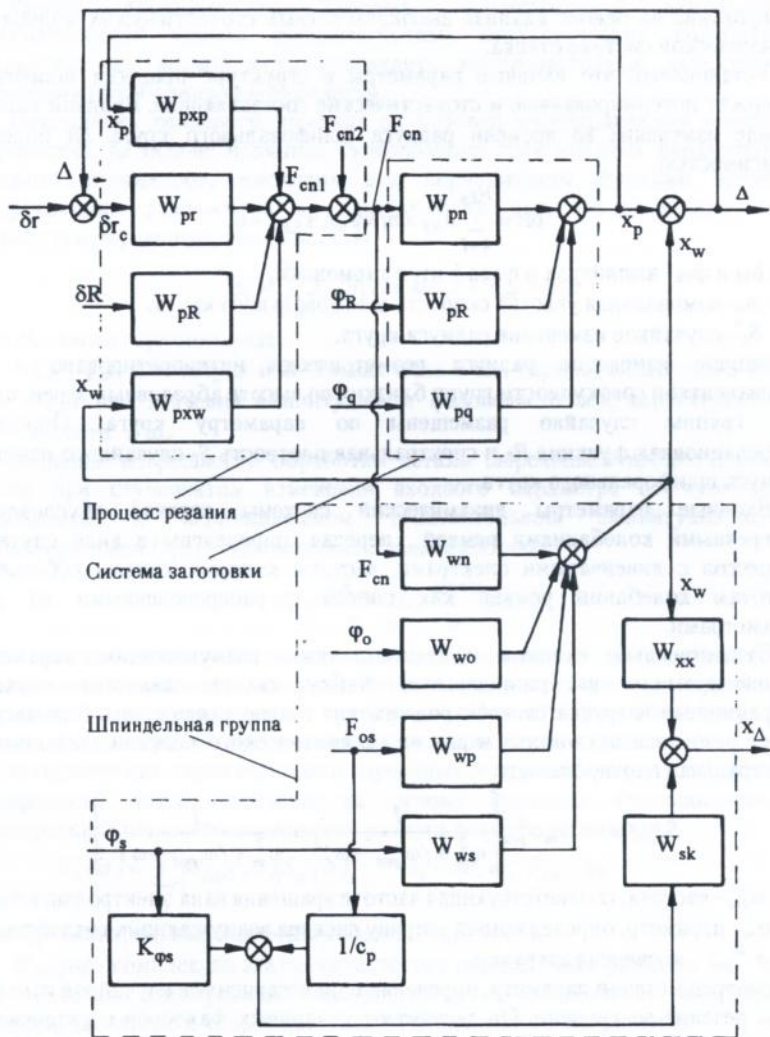 x_p
W_pxp
F_cn2
F_cn
Δ
F_cn1
δr
δr_c
W_pr
W_pn
x_p
Δ
x_w
δR
W_pR
φ_R
W_pR
x_w
W_pxw
φ_q
W_pq
Процесс резания
F_cn
W_wn
Система заготовки
x_w
φ_o
W_wo
W_xx
Шпиндельная группа
F_os
W_wp
x_Δ
φ_s
W_ws
W_sk
K_φs
1/c_p